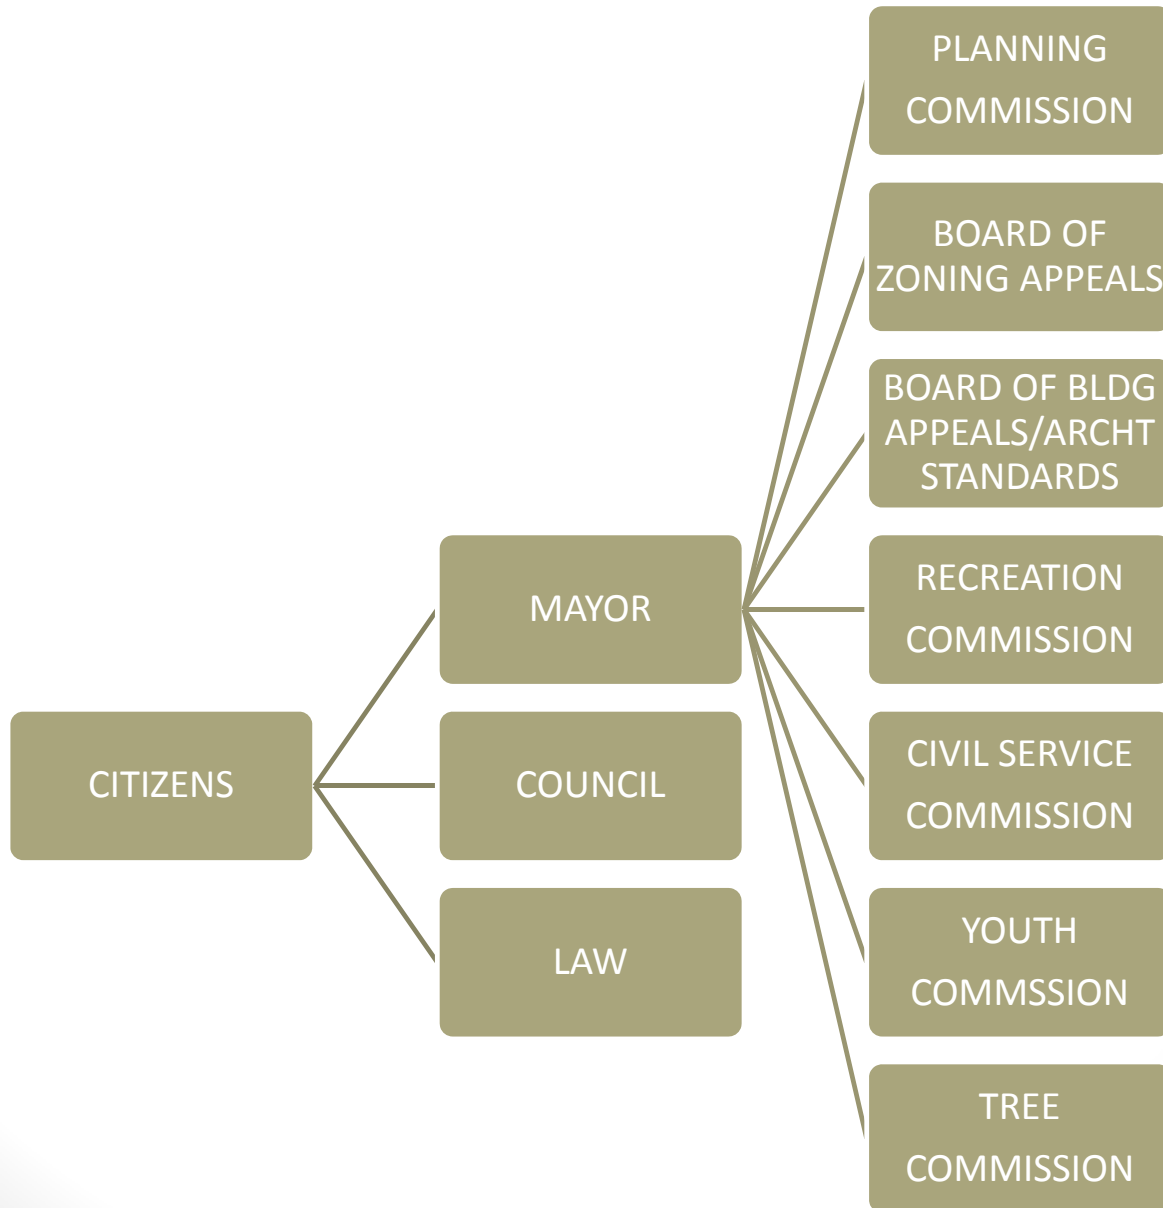 PLANNING
COMMISSION
BOARD OF
ZONING APPEALS
BOARD OF BLDG
APPEALS/ARCHT
STANDARDS
MAYOR
RECREATION
COMMISSION
CITIZENS
COUNCIL
CIVIL SERVICE
COMMISSION
LAW
YOUTH
COMMSSION
TREE
COMMISSION